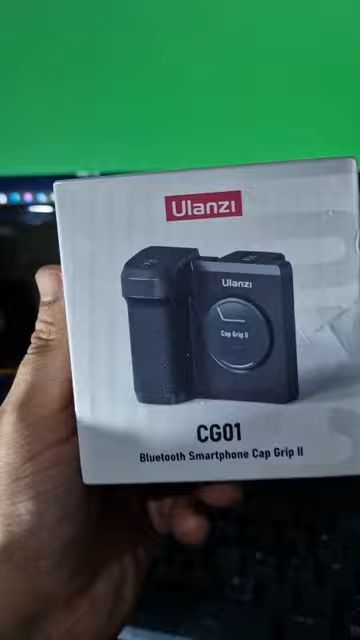 Ulanzi
Ulanzi
Cap Grip II
CG01
Bluetooth Smartphone Cap Grip II